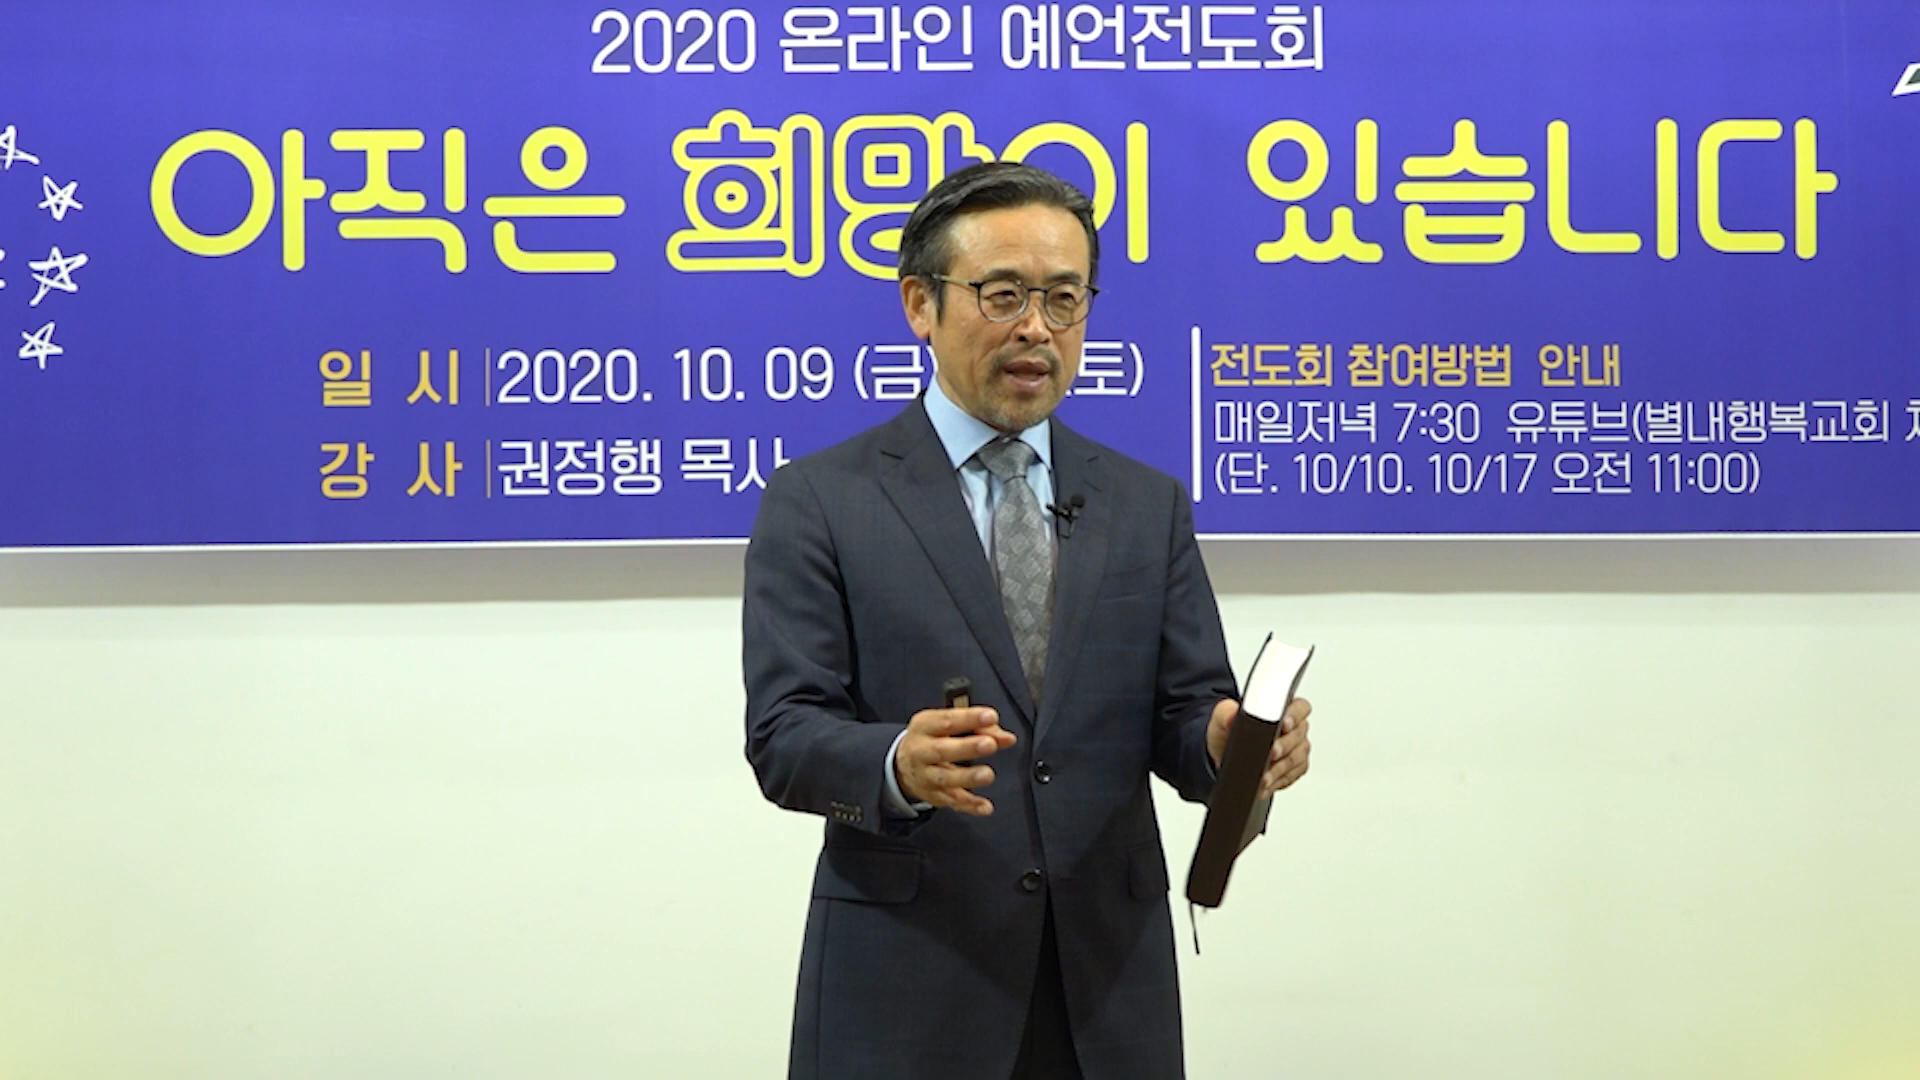 2020 온라인 예언전도회
아직은 희망이 있습니다
일 시 2020. 10. 09 (금) 토)
강 사 권정행 목사
전도회 참여방법 안내
매일저녁 7:30 유튜브(별내행복교회
(단. 10/10. 10/17 오전 11:00)